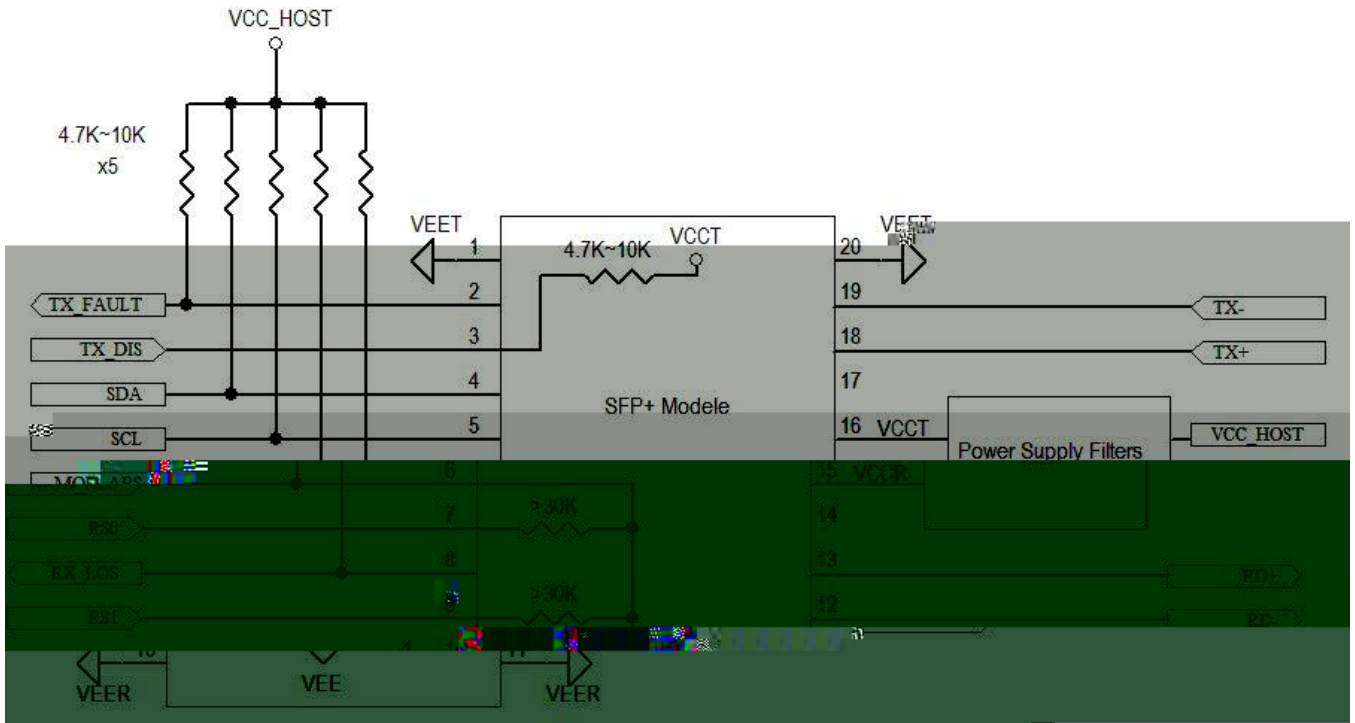 VCC_HOST
4.7K~10K
x5
VEET
1
4.7K~10K
VCCT
20
TX_FAULT
2
19
TX-
TX_DIS
3
18
TX+
SDA
4
17
SFP+ Modele
SCL
5
16
VCCT
Power Supply Filters
VCC_HOST
6
15
VCCR
RS0
7
>30K
14
RX_LOS
8
13
RD+
RS1
>30K
12
RD-
VEER
VEE
VEER